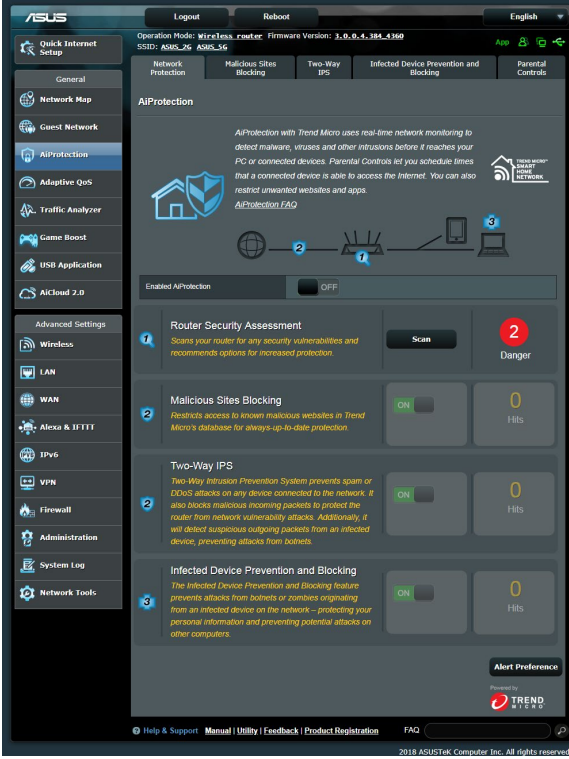 ASUS
Logout
Reboot
English
Operation Mode: Wireless router Firmware Version: 3.0.0.4.384_4360
SSID: ASUS_2G ASUS_5G
App
Quick Internet
Setup
General
Network Map
Guest Network
AiProtection
Adaptive QoS
Traffic Analyzer
Game Boost
USB Application
AiCloud 2.0
Advanced Settings
Wireless
LAN
WAN
Alexa & IFTTT
IPv6
VPN
Firewall
Administration
System Log
Network Tools
Network
Protection
Malicious Sites
Blocking
Two-Way
IPS
Infected Device Prevention and
Blocking
Parental
Controls
AiProtection
AiProtection with Trend Micro uses real-time network monitoring to
detect malware, viruses and other intrusions before it reaches your
PC or connected devices. Parental Controls let you schedule times
that a connected device is able to access the Internet. You can also
restrict unwanted websites and apps.
AiProtection FAQ
TREND MICRO™
SMART
HOME
NETWORK
3
2
1
Enabled AiProtection
OFF
1
Router Security Assessment
Scans your router for any security vulnerabilities and
recommends options for increased protection.
Scan
2
Danger
2
Malicious Sites Blocking
Restricts access to known malicious websites in Trend
Micro's database for always-up-to-date protection.
ON
0
Hits
2
Two-Way IPS
Two-Way Intrusion Prevention System prevents spam or
DDoS attacks on any device connected to the network. It
also blocks malicious incoming packets to protect the
router from network vulnerability attacks. Additionally, it
will detect suspicious outgoing packets from an infected
device, preventing attacks from botnets.
ON
0
Hits
3
Infected Device Prevention and Blocking
The Infected Device Prevention and Blocking feature
prevents attacks from botnets or zombies originating
from an infected device on the network – protecting your
personal information and preventing potential attacks on
other computers.
ON
0
Hits
Alert Preference
Powered by
TREND
MICRO
Help & Support Manual | Utility | Feedback | Product Registration FAQ
2018 ASUSTeK Computer Inc. All rights reserved